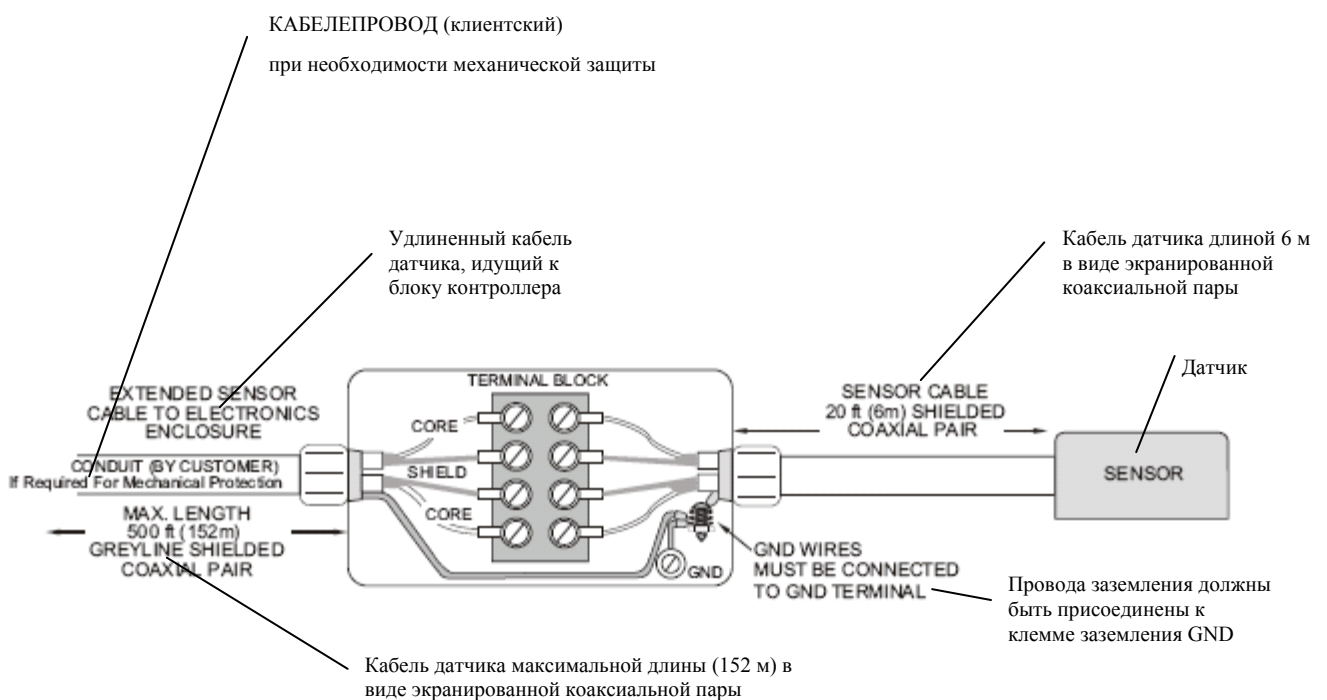 КАБЕЛЕПРОВОД (клиентский)
при необходимости механической защиты
Удлиненный кабель
датчика, идущий к
блоку контроллера
Кабель датчика длиной 6 м
в виде экранированной
коаксиальной пары
Датчик
EXTENDED SENSOR
CABLE TO ELECTRONICS
ENCLOSURE
CONDUIT (BY CUSTOMER)
If Required For Mechanical Protection
MAX. LENGTH
500 ft (152m)
GREYLINE SHIELDED
COAXIAL PAIR
TERMINAL BLOCK
CORE
SHIELD
CORE
GND
SENSOR CABLE
20 ft (6m) SHIELDED
COAXIAL PAIR
SENSOR
GND WIRES
MUST BE CONNECTED
TO GND TERMINAL
Провода заземления должны
быть присоединены к
клемме заземления GND
Кабель датчика максимальной длины (152 м) в
виде экранированной коаксиальной пары